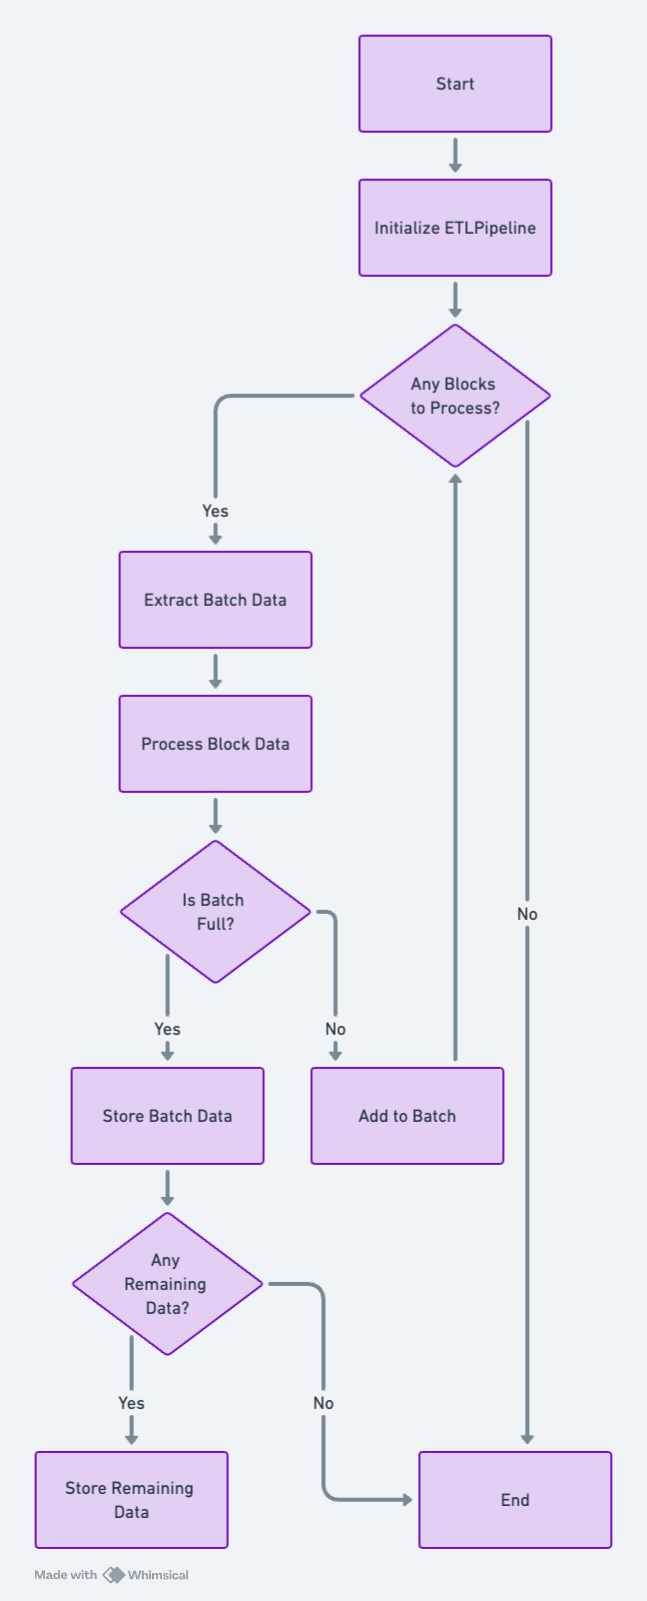 Start
Initialize ETLPipeline
Any Blocks
to Process?
Yes
Extract Batch Data
Process Block Data
Is Batch
Full?
No
Yes
No
Store Batch Data
Add to Batch
Any
Remaining
Data?
Yes
No
Store Remaining
Data
End
Made with Whimsical